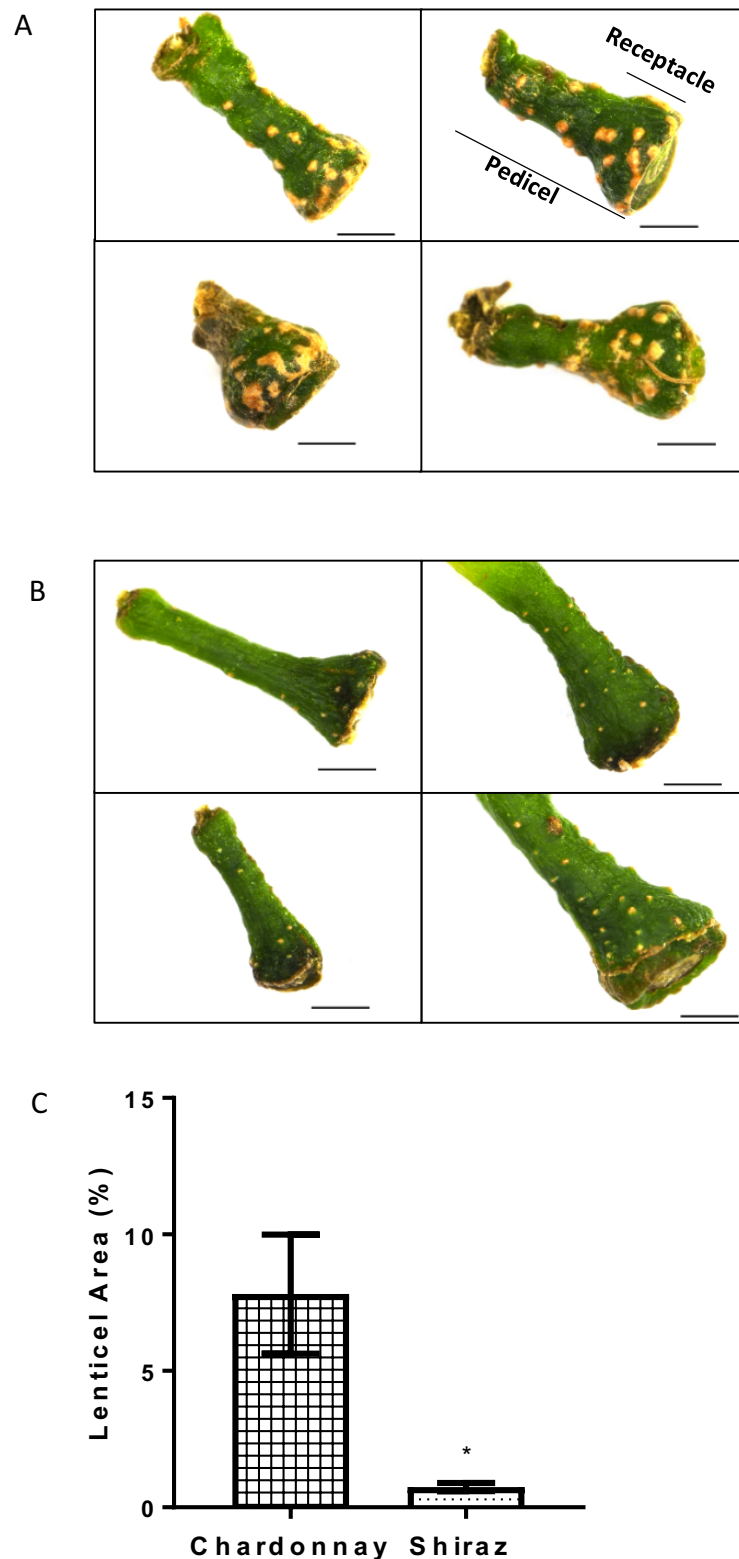 A
Receptacle
Pedicel
B
C
15
10
5
0
Lenticel Area (%)
*
Chardonnay Shiraz